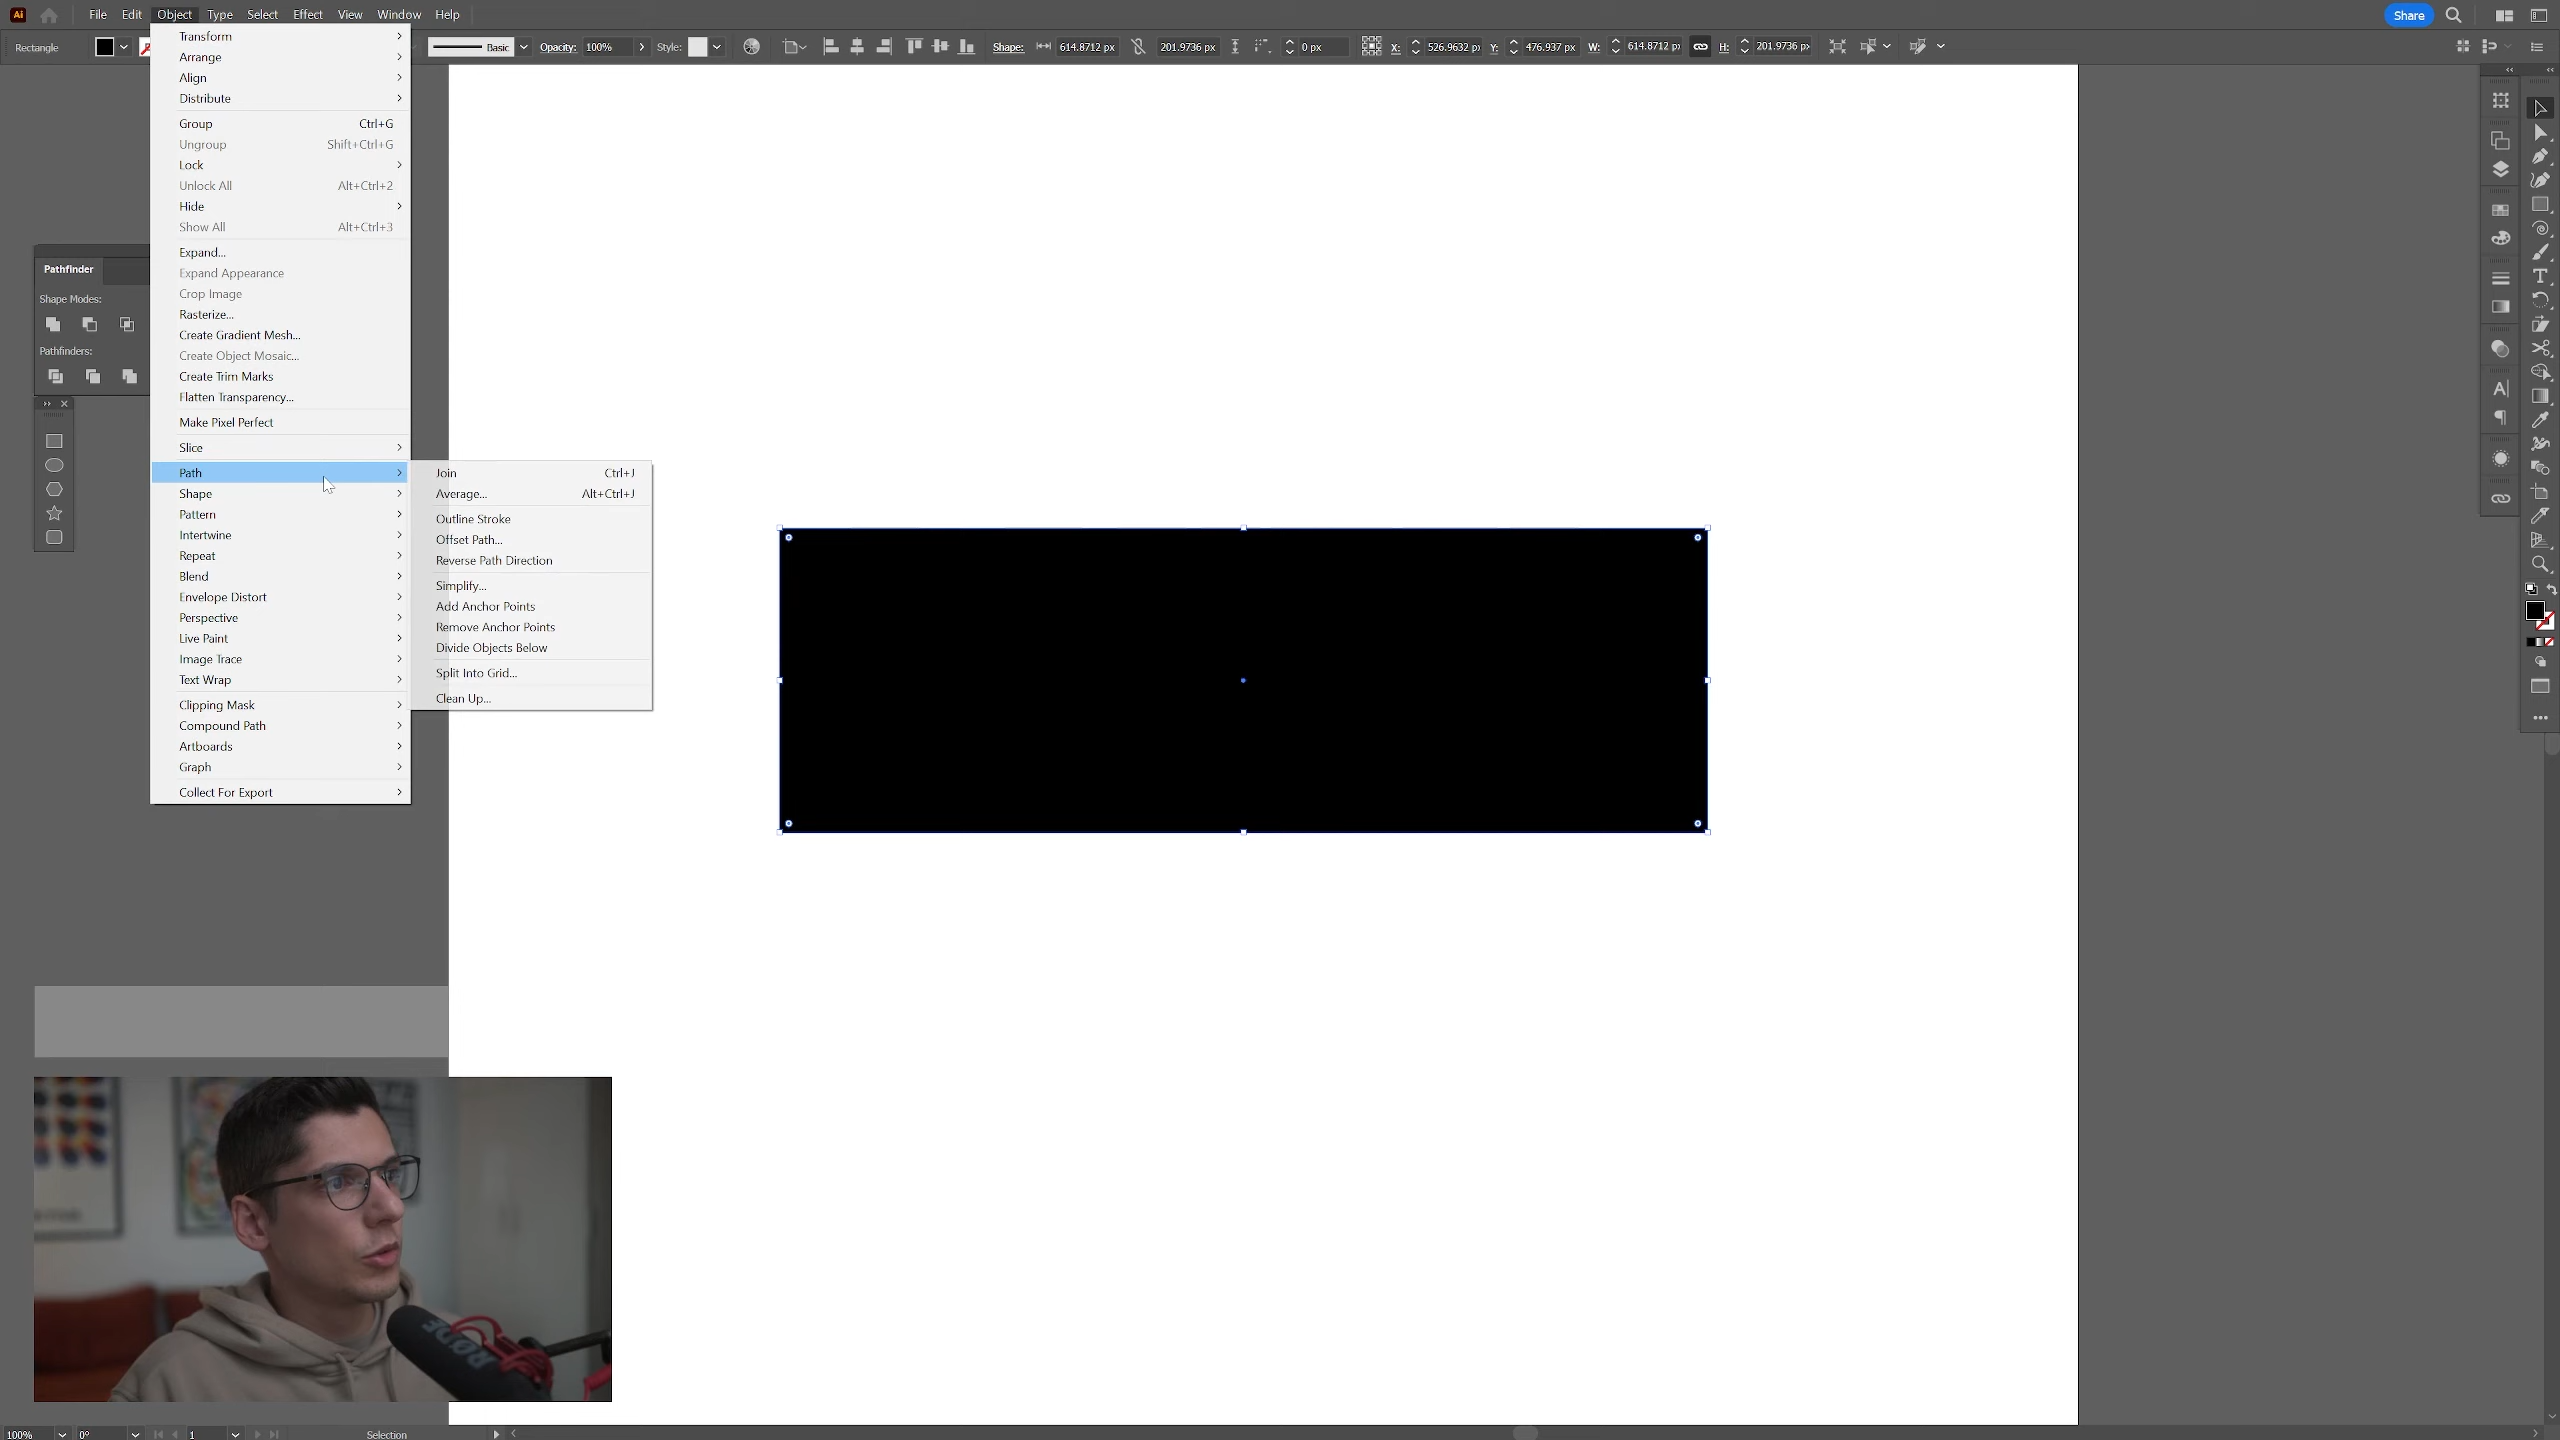 Ai File Edit Object Type Select Effect View Window Help Share
Rectangle Basic Opacity: 100% Style: Shape: 614.8712 px 201.9736 px 0 px X: 526.9632 px Y: 476.937 px W: 614.8712 px H: 201.9736 px
Transform
Arrange
Align
Distribute
Group Ctrl+G
Ungroup Shift+Ctrl+G
Lock
Unlock All Alt+Ctrl+2
Hide
Show All Alt+Ctrl+3
Expand...
Expand Appearance
Crop Image
Rasterize...
Create Gradient Mesh...
Create Object Mosaic...
Create Trim Marks
Flatten Transparency...
Make Pixel Perfect
Slice
Path
Shape
Pattern
Intertwine
Repeat
Blend
Envelope Distort
Perspective
Live Paint
Image Trace
Text Wrap
Clipping Mask
Compound Path
Artboards
Graph
Collect For Export
Join Ctrl+J
Average... Alt+Ctrl+J
Outline Stroke
Offset Path...
Reverse Path Direction
Simplify...
Add Anchor Points
Remove Anchor Points
Divide Objects Below
Split Into Grid...
Clean Up...
Pathfinder
Shape Modes:
Pathfinders:
RØDE
100% 0° 1 Selection